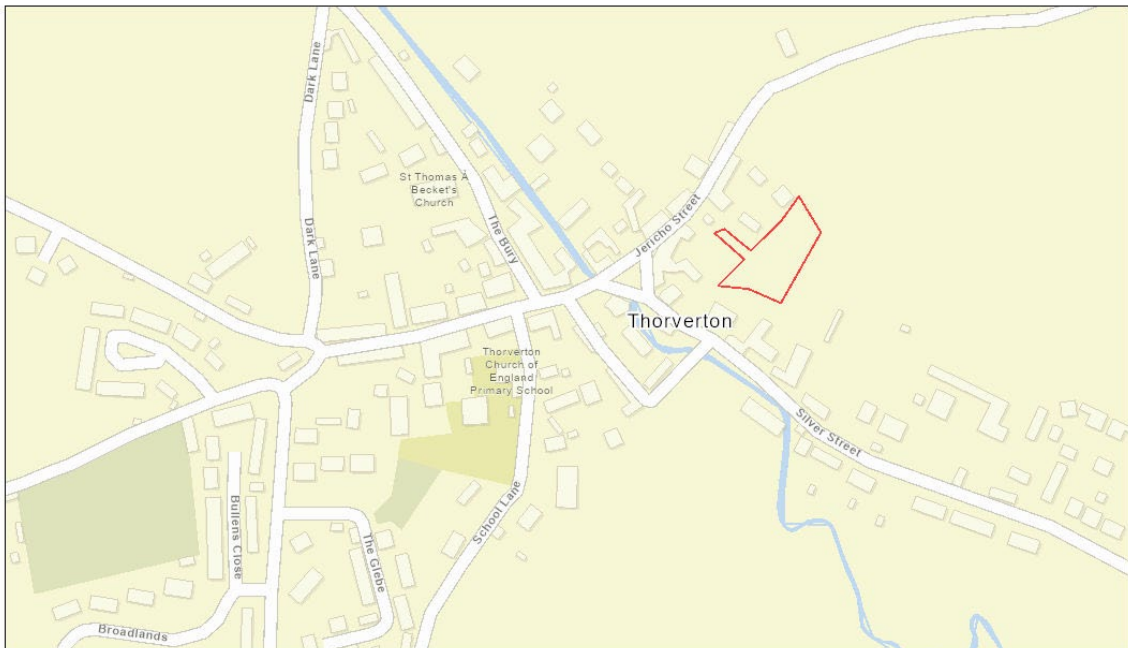 Dark Lane
St Thomas A
Becket's
Church
The Bury
Jericho Street
Dark Lane
Thorverton
Thorverton
Church of
England
Primary School
Silver Street
School Lane
Bullens Close
The Glebe
Broadlands